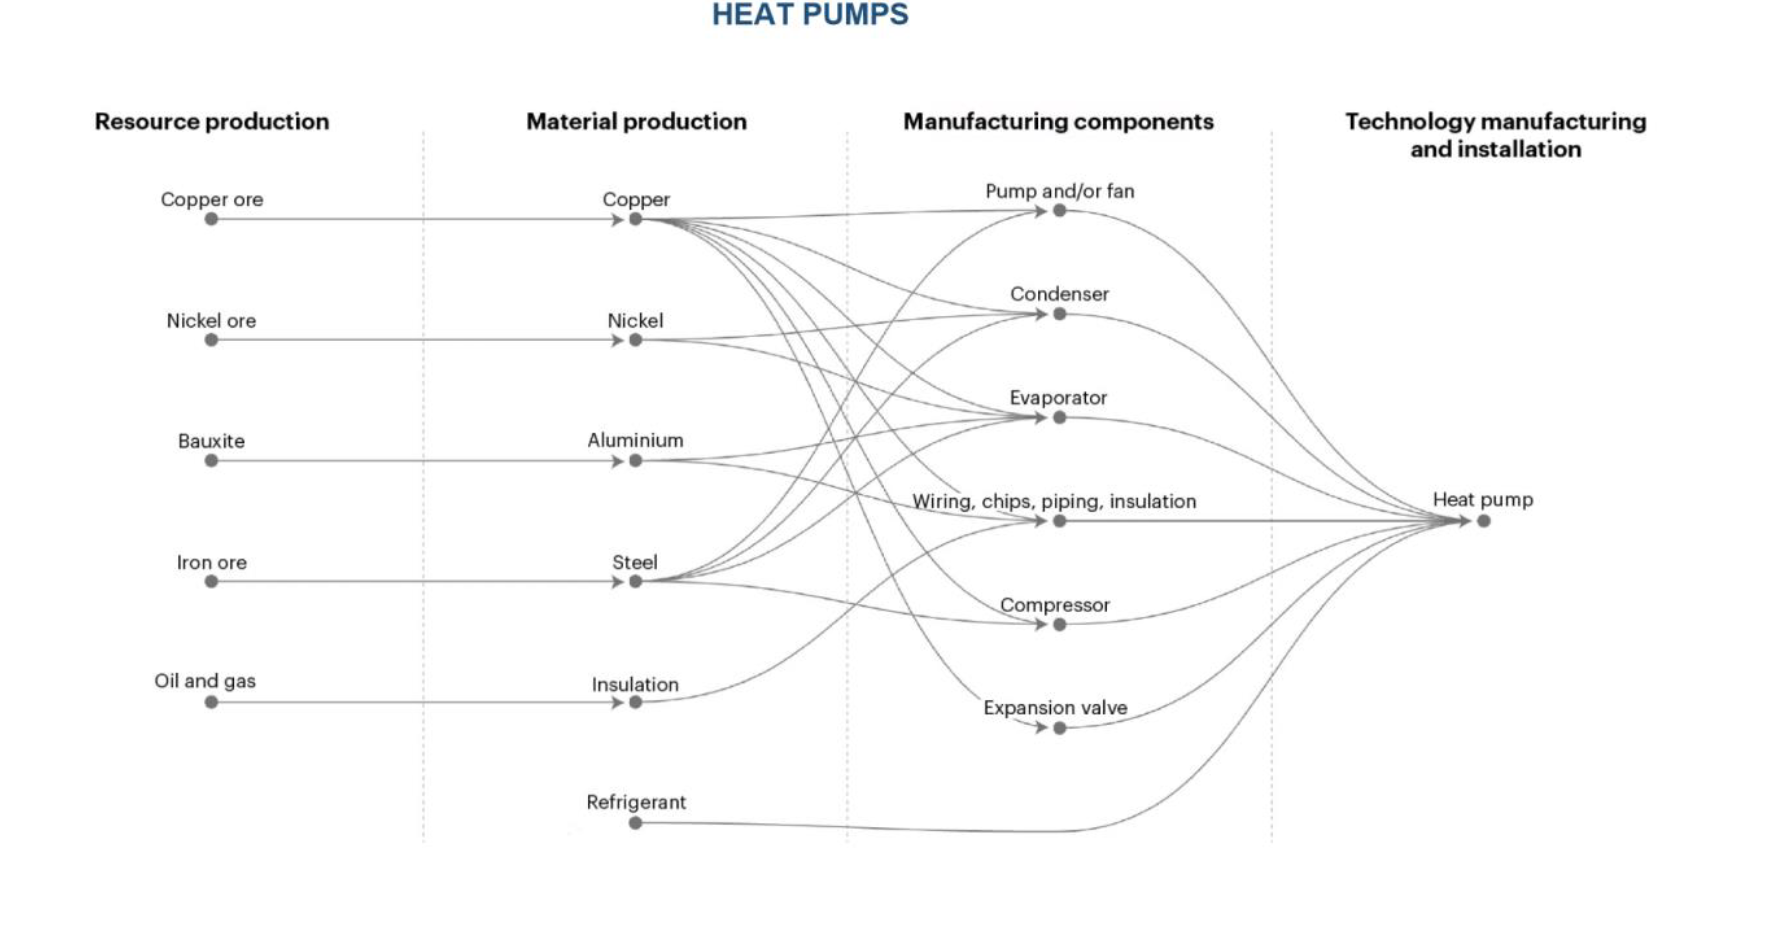 HEAT PUMPS
Resource production
Material production
Manufacturing components
Technology manufacturing
and installation
Copper ore
Nickel ore
Bauxite
Iron ore
Oil and gas
Copper
Nickel
Aluminium
Steel
Insulation
Refrigerant
Pump and/or fan
Condenser
Evaporator
Wiring, chips, piping, insulation
Compressor
Expansion valve
Heat pump